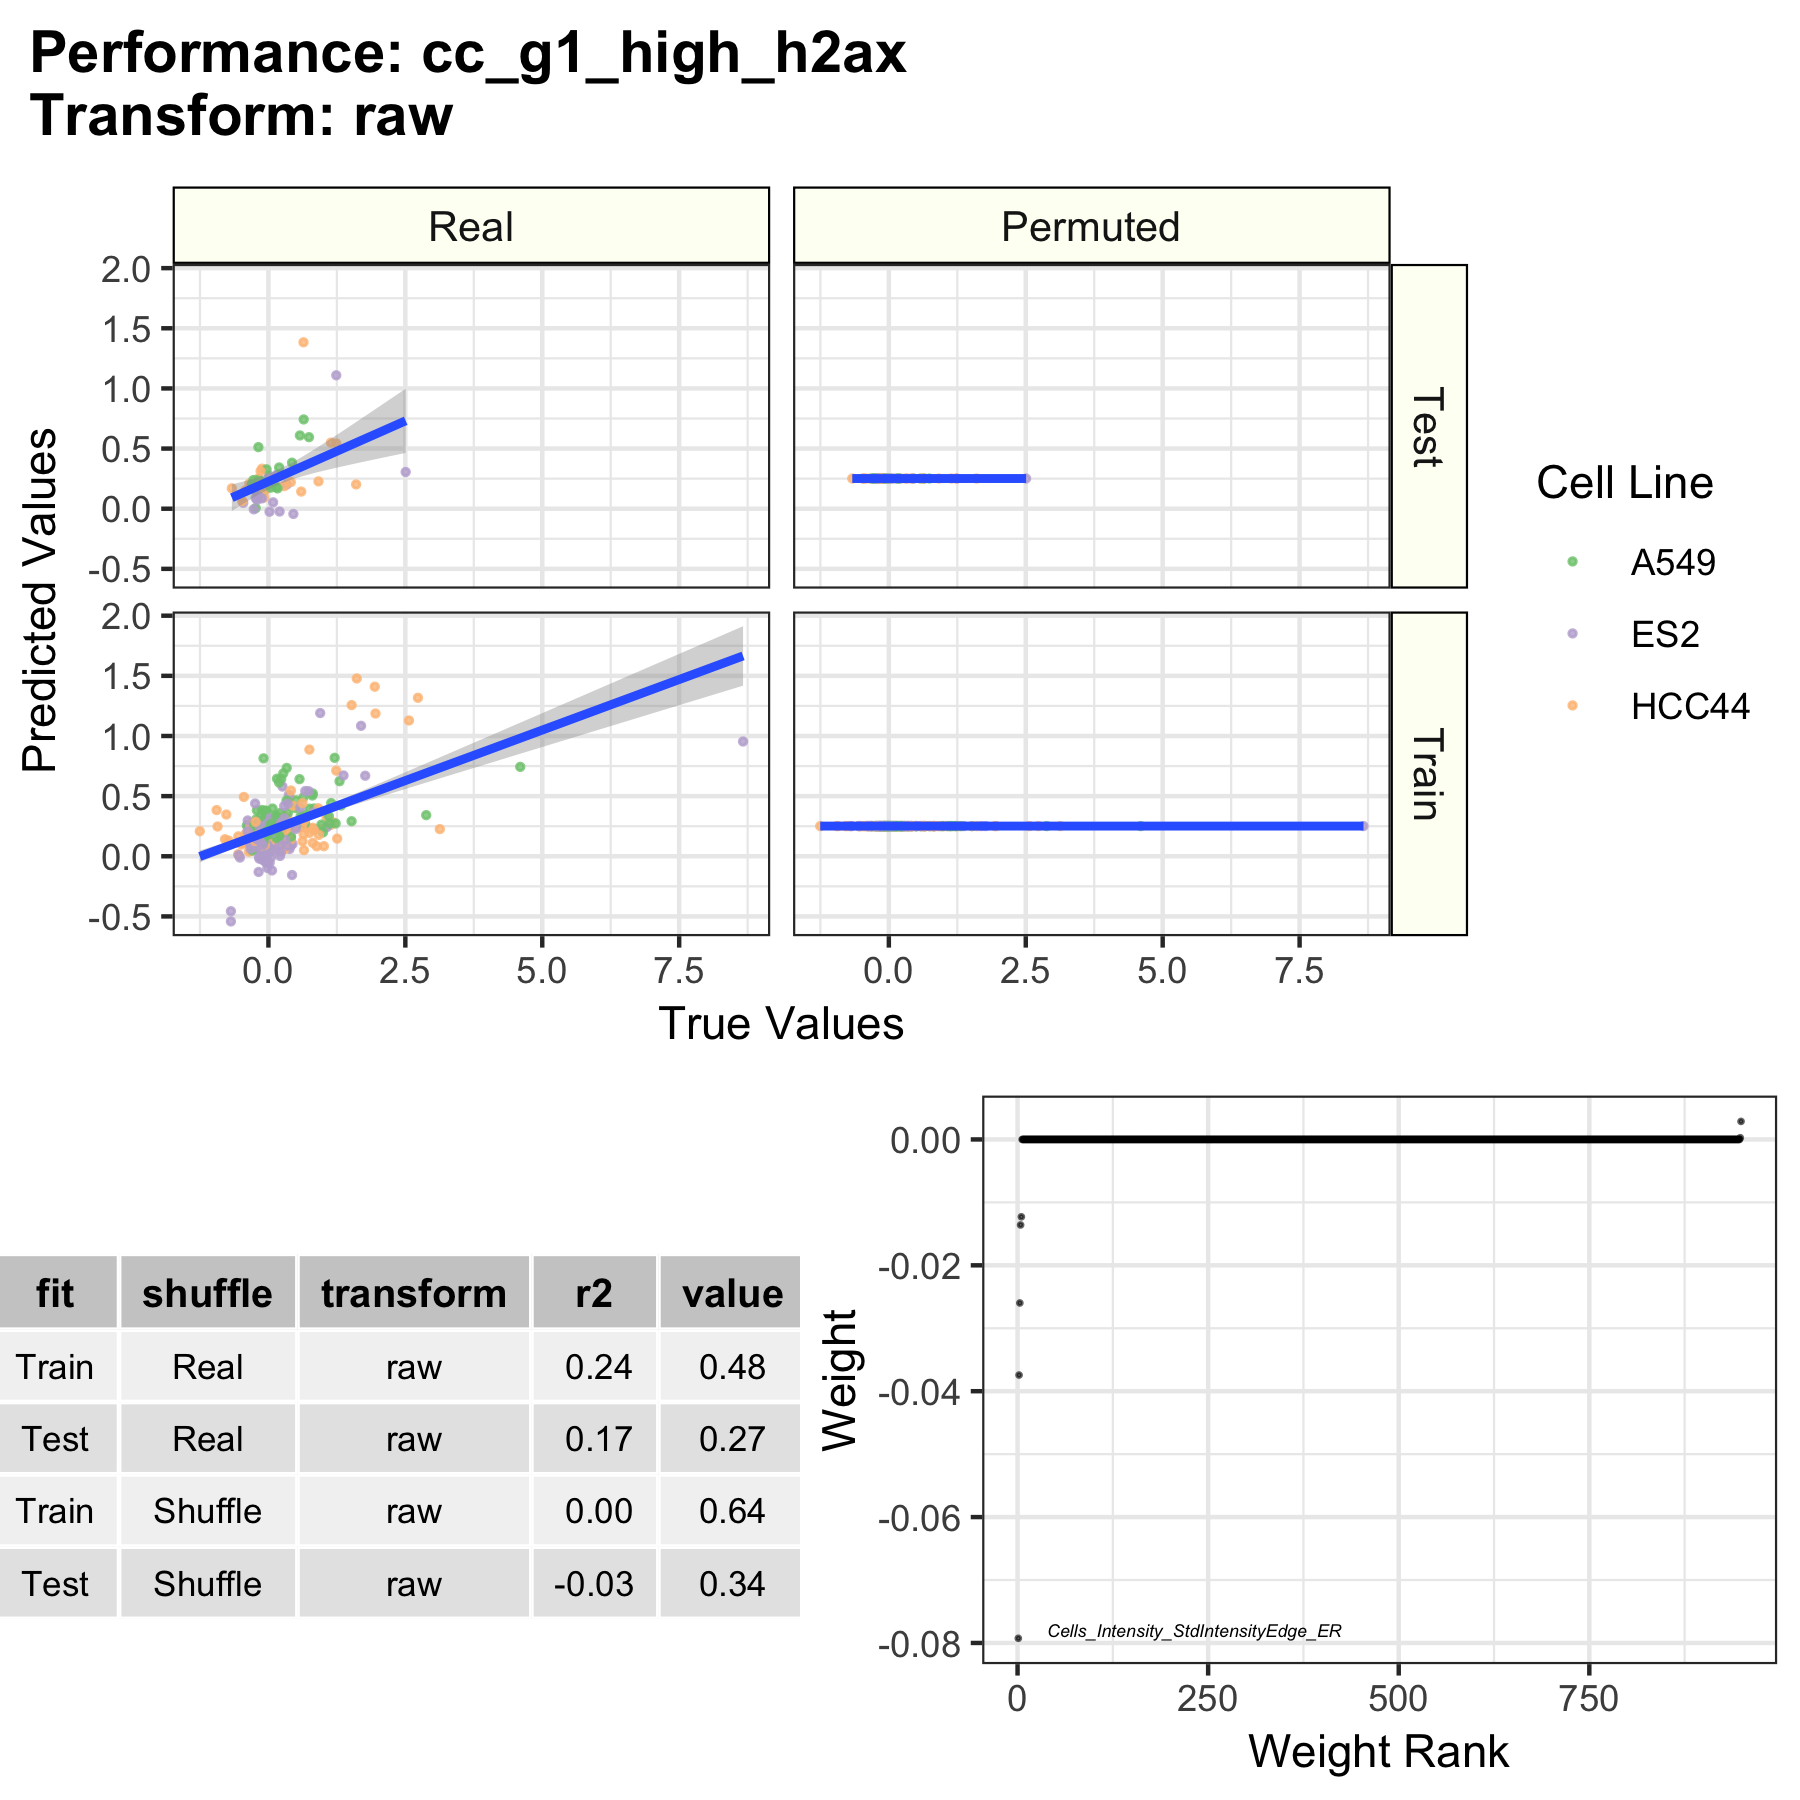 Performance: cc_g1_high_h2ax
Transform: raw
Real
Permuted
2.0
1.5
1.0
0.5
0.0
-0.5
Test
2.0
1.5
1.0
0.5
0.0
-0.5
Train
Predicted Values
0.0 2.5 5.0 7.5
0.0 2.5 5.0 7.5
True Values
Cell Line
A549
ES2
HCC44
fit shuffle transform r2 value
Train Real raw 0.24 0.48
Test Real raw 0.17 0.27
Train Shuffle raw 0.00 0.64
Test Shuffle raw -0.03 0.34
Weight
0.00
-0.02
-0.04
-0.06
-0.08
Cells_Intensity_StdIntensityEdge_ER
0 250 500 750
Weight Rank